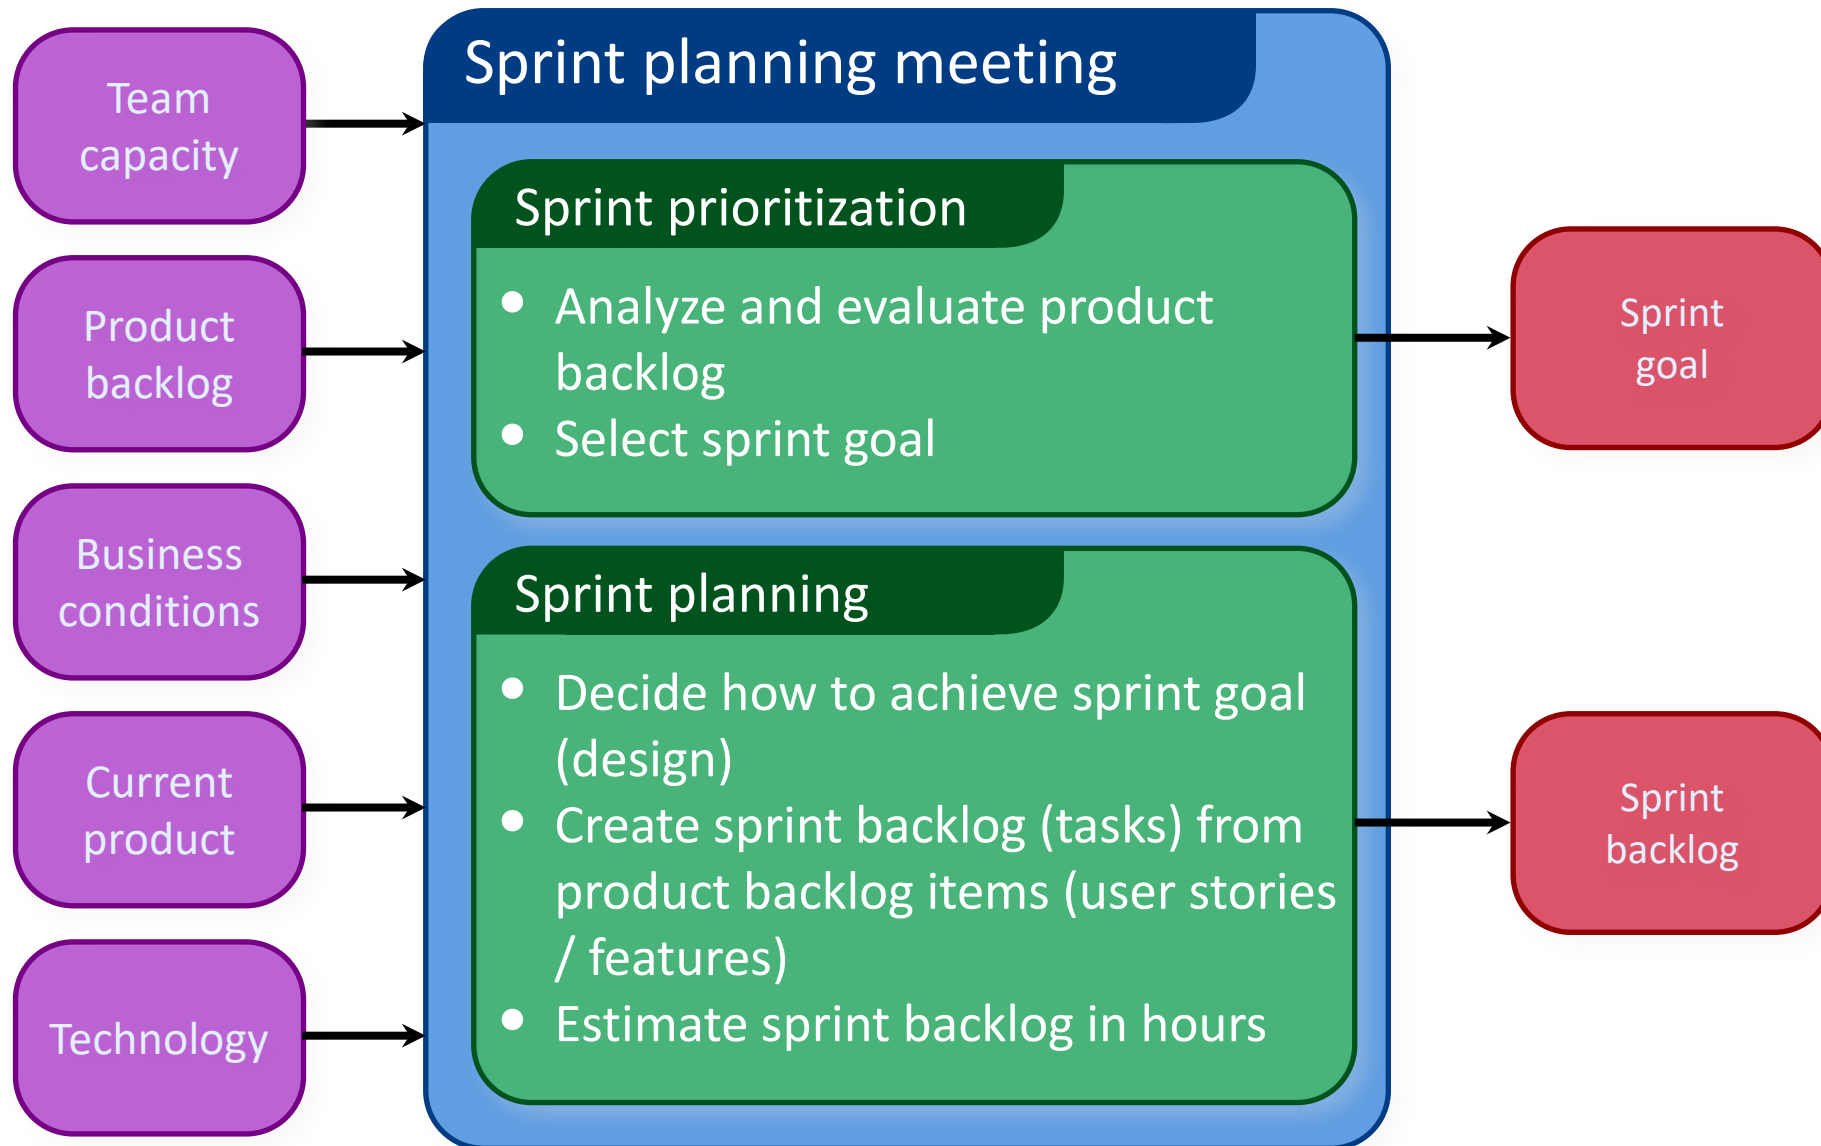 Team
capacity
Product
backlog
Business
conditions
Current
product
Technology
Sprint planning meeting
Sprint prioritization
• Analyze and evaluate product
backlog
• Select sprint goal
Sprint planning
• Decide how to achieve sprint goal
(design)
• Create sprint backlog (tasks) from
product backlog items (user stories
/ features)
• Estimate sprint backlog in hours
Sprint
goal
Sprint
backlog